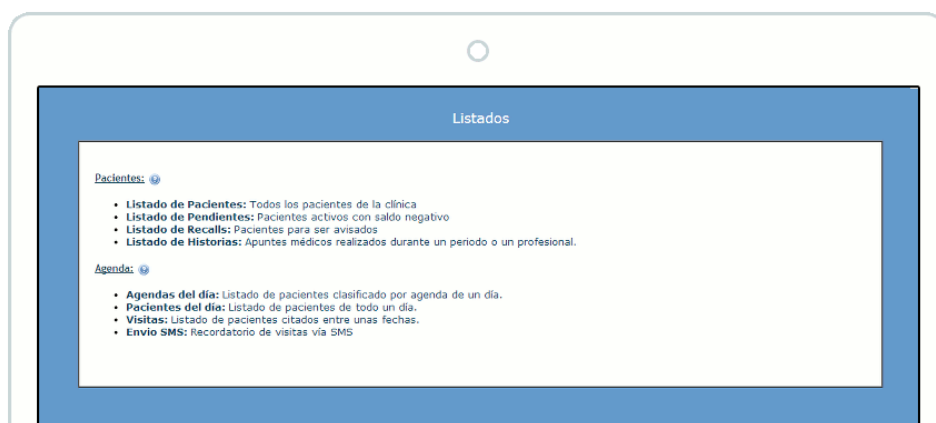 Listados
Pacientes:
Listado de Pacientes: Todos los pacientes de la clínica
Listado de Pendientes: Pacientes activos con saldo negativo
Listado de Recalls: Pacientes para ser avisados
Listado de Historias: Apuntes médicos realizados durante un periodo o un profesional.
Agenda:
Agendas del día: Listado de pacientes clasificado por agenda de un día.
Pacientes del día: Listado de pacientes de todo un día.
Visitas: Listado de pacientes citados entre unas fechas.
Envio SMS: Recordatorio de visitas vía SMS